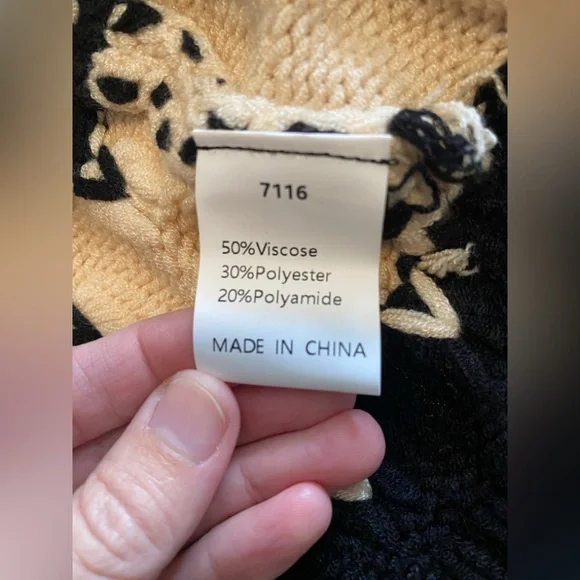 7116
50%Viscose
30%Polyester
20%Polyamide
MADE IN CHINA